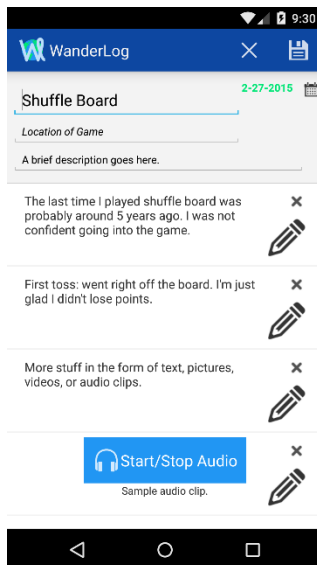 9:30
WanderLog
2-27-2015
Shuffle Board
Location of Game
A brief description goes here.
The last time I played shuffle board was
probably around 5 years ago. I was not
confident going into the game.
First toss: went right off the board. I'm just
glad I didn't lose points.
More stuff in the form of text, pictures,
videos, or audio clips.
Start/Stop Audio
Sample audio clip.